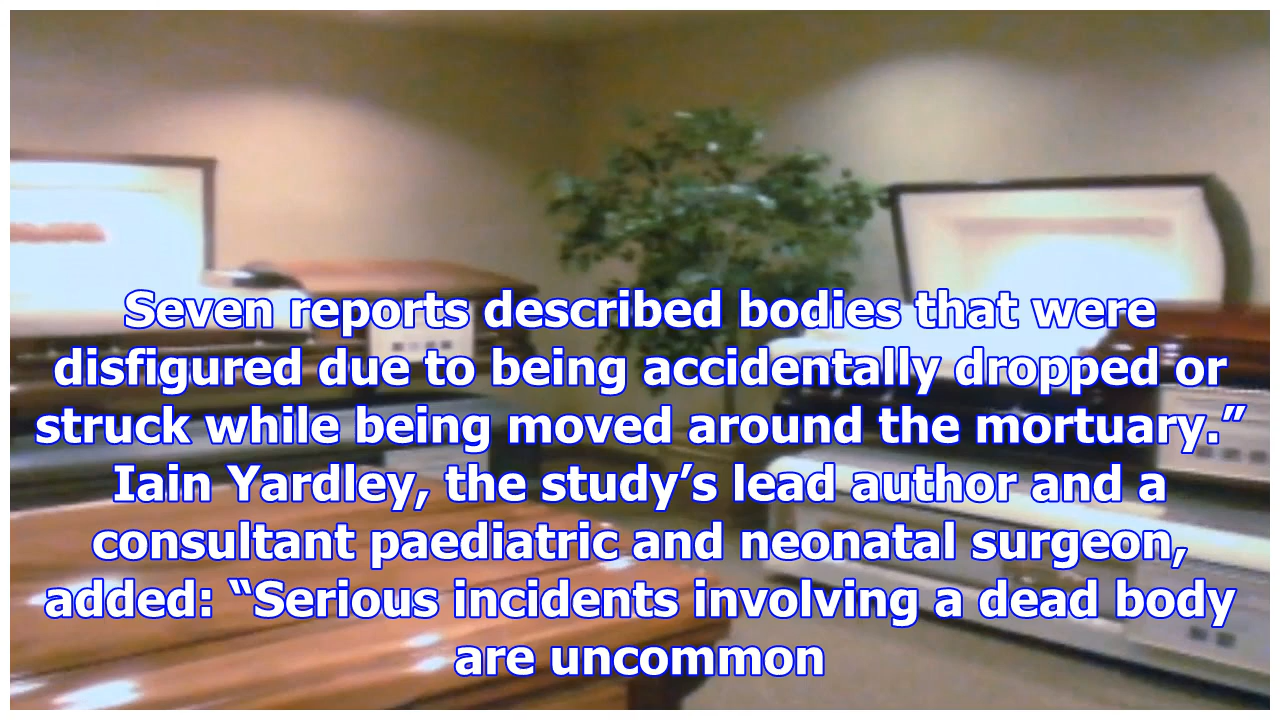 Seven reports described bodies that were
disfigured due to being accidentally dropped or
struck while being moved around the mortuary.”
Iain Yardley, the study’s lead author and a
consultant paediatric and neonatal surgeon,
added: “Serious incidents involving a dead body
are uncommon